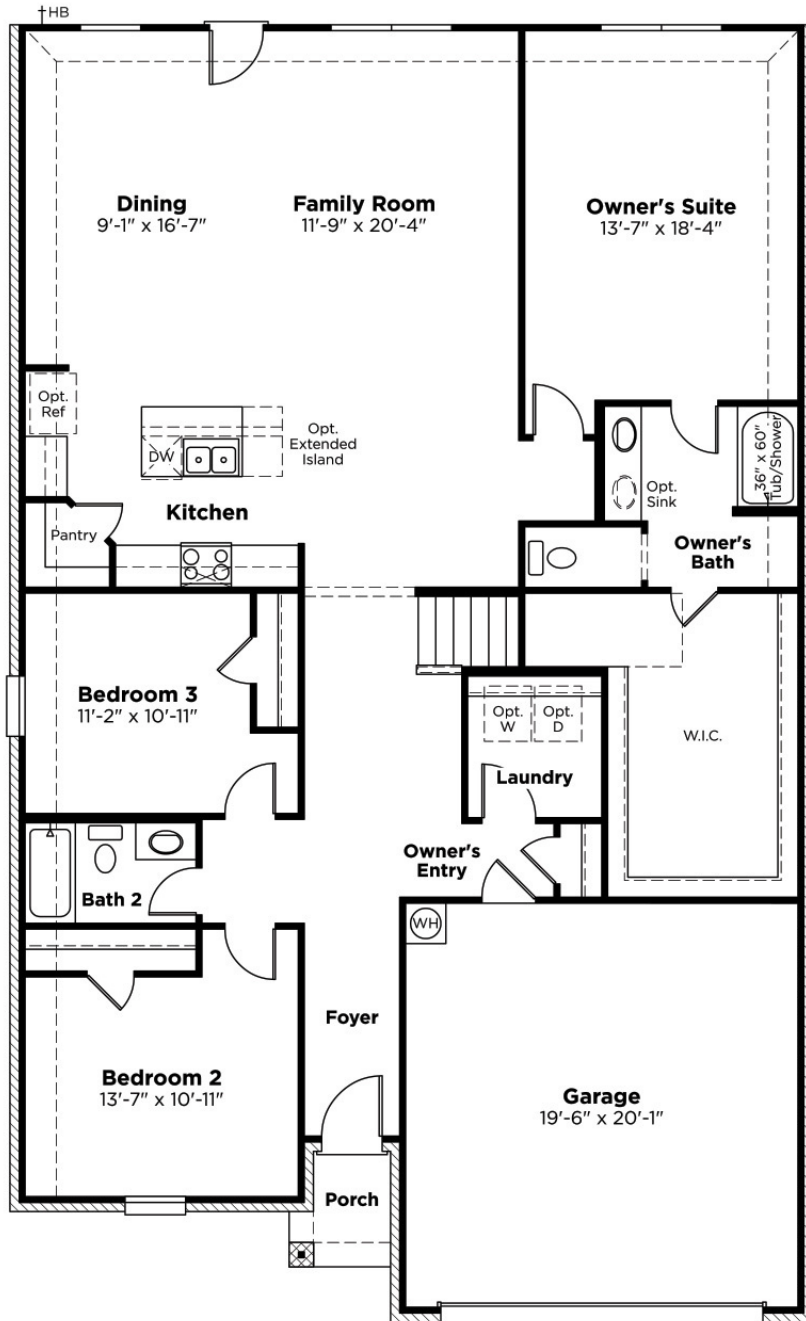 HB
Dining
9'-1" x 16'-7"
Family Room
11'-9" x 20'-4"
Owner's Suite
13'-7" x 18'-4"
Opt.
Ref
DW
Opt.
Extended
Island
Opt.
Sink
36" x 60"
Tub/Shower
Kitchen
Pantry
Owner's
Bath
Bedroom 3
11'-2" x 10'-11"
Opt.
W
Opt.
D
W.I.C.
Laundry
Owner's
Entry
Bath 2
WH
Foyer
Bedroom 2
13'-7" x 10'-11"
Garage
19'-6" x 20'-1"
Porch